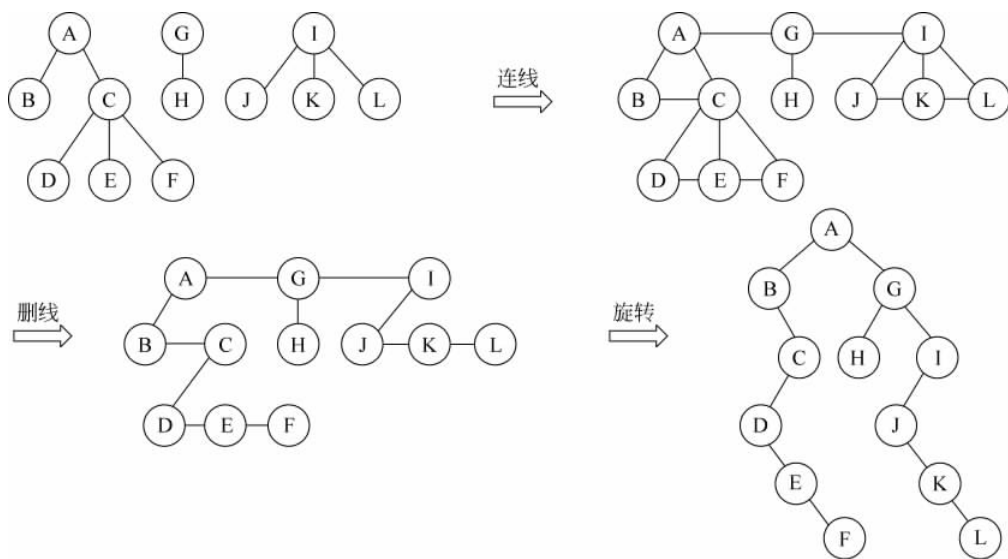 A G I A G I
连线
B C H J K L B C H J K L
D E F D E F
A
A G I B G
删线 旋转
B C H J K L C H I
D E F D J
E K
F L